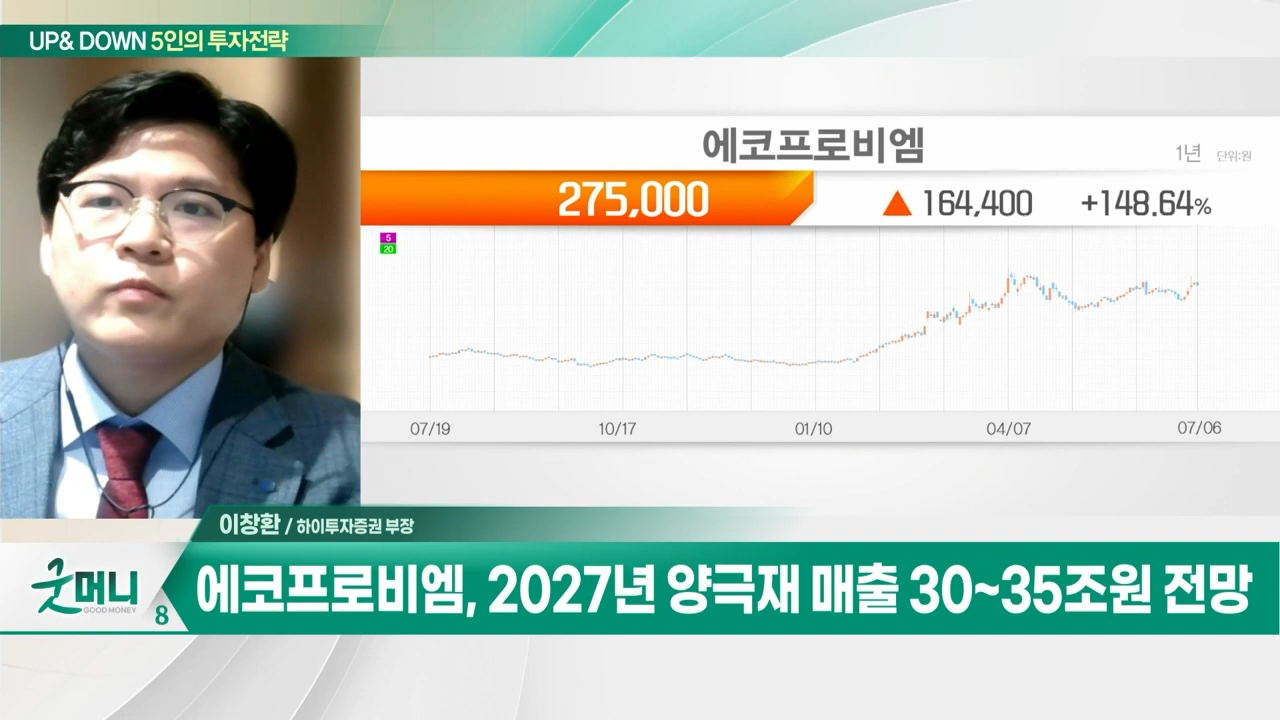 UP& DOWN 5인의 투자전략
에코프로비엠
1년 단위:원
275,000 ▲ 164,400 +148.64%
5
20
07/19 10/17 01/10 04/07 07/06
이창환 / 하이투자증권 부장
굿머니
GOOD MONEY
8
에코프로비엠, 2027년 양극재 매출 30~35조원 전망